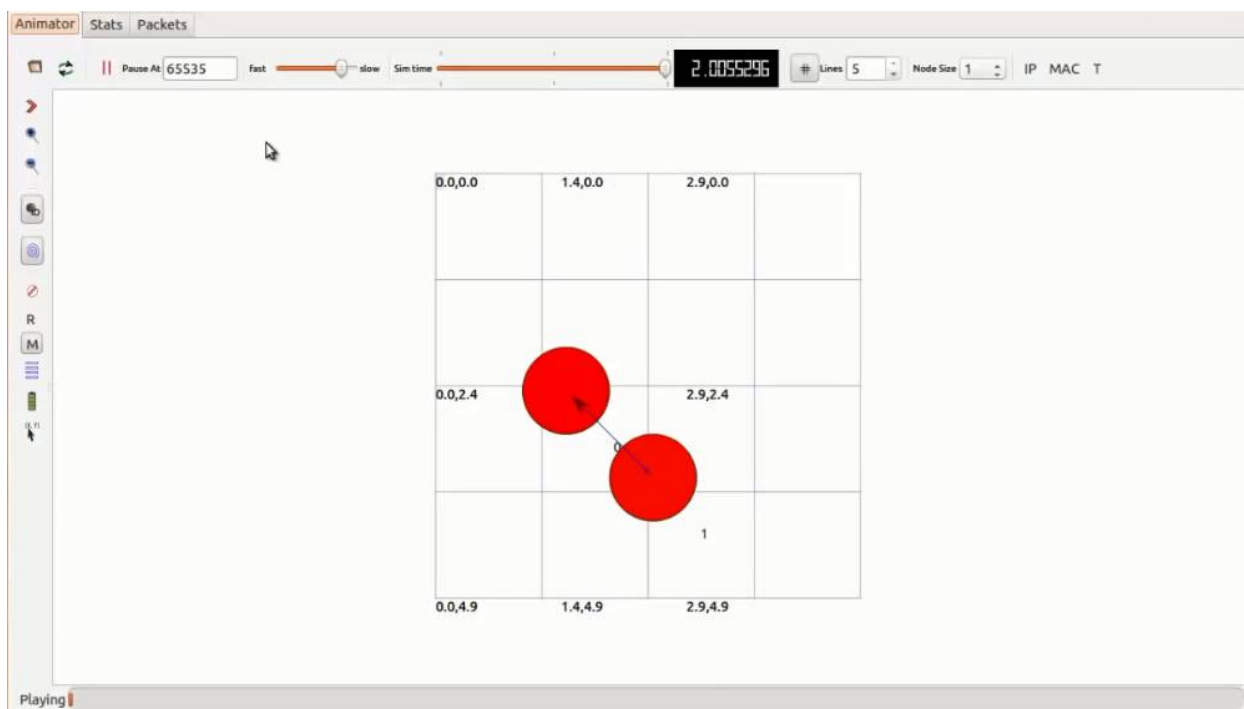 Animator Stats Packets
Pause At 65535 fast slow Sim time 2.0055296 # Lines 5 Node Size 1 IP MAC T
0.0,0.0 1.4,0.0 2.9,0.0
R
M
0.0,2.4 2.9,2.4
0
1
0.0,4.9 1.4,4.9 2.9,4.9
Playing